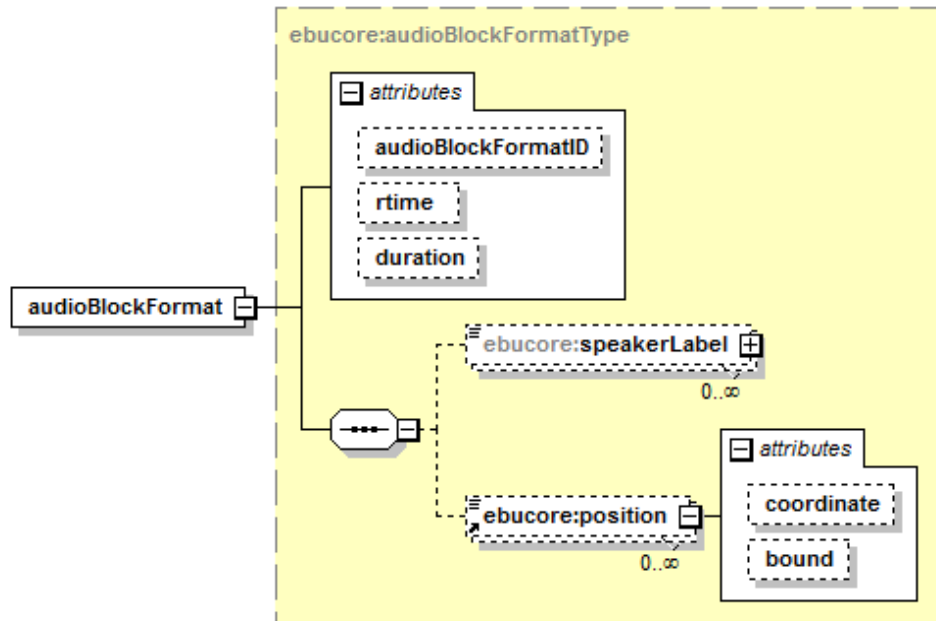 ebucore:audioBlockFormatType
attributes
audioBlockFormatID
rtime
duration
audioBlockFormat
ebucore:speakerLabel
0..∞
attributes
coordinate
ebucore:position
bound
0..∞